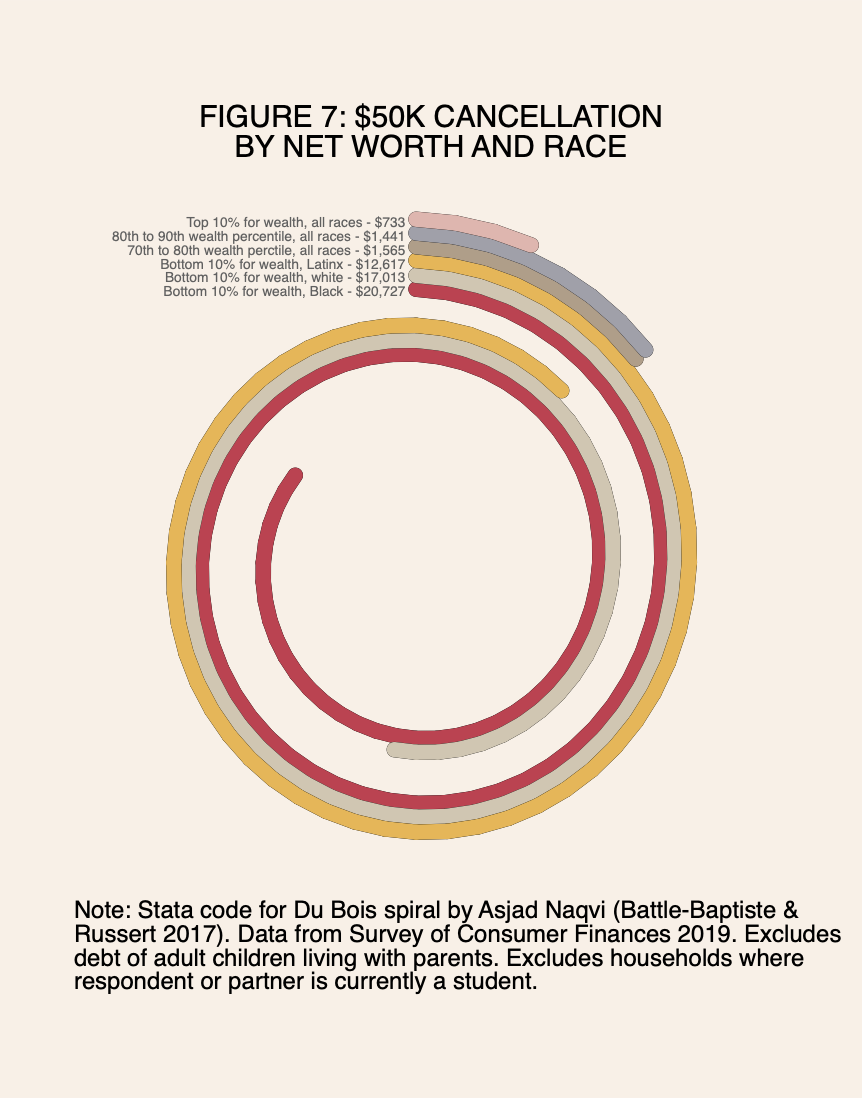 FIGURE 7: $50K CANCELLATION
BY NET WORTH AND RACE
Top 10% for wealth, all races - $733
80th to 90th wealth percentile, all races - $1,441
70th to 80th wealth perctile, all races - $1,565
Bottom 10% for wealth, Latinx - $12,617
Bottom 10% for wealth, white - $17,013
Bottom 10% for wealth, Black - $20,727
Note: Stata code for Du Bois spiral by Asjad Naqvi (Battle-Baptiste &
Russert 2017). Data from Survey of Consumer Finances 2019. Excludes
debt of adult children living with parents. Excludes households where
respondent or partner is currently a student.